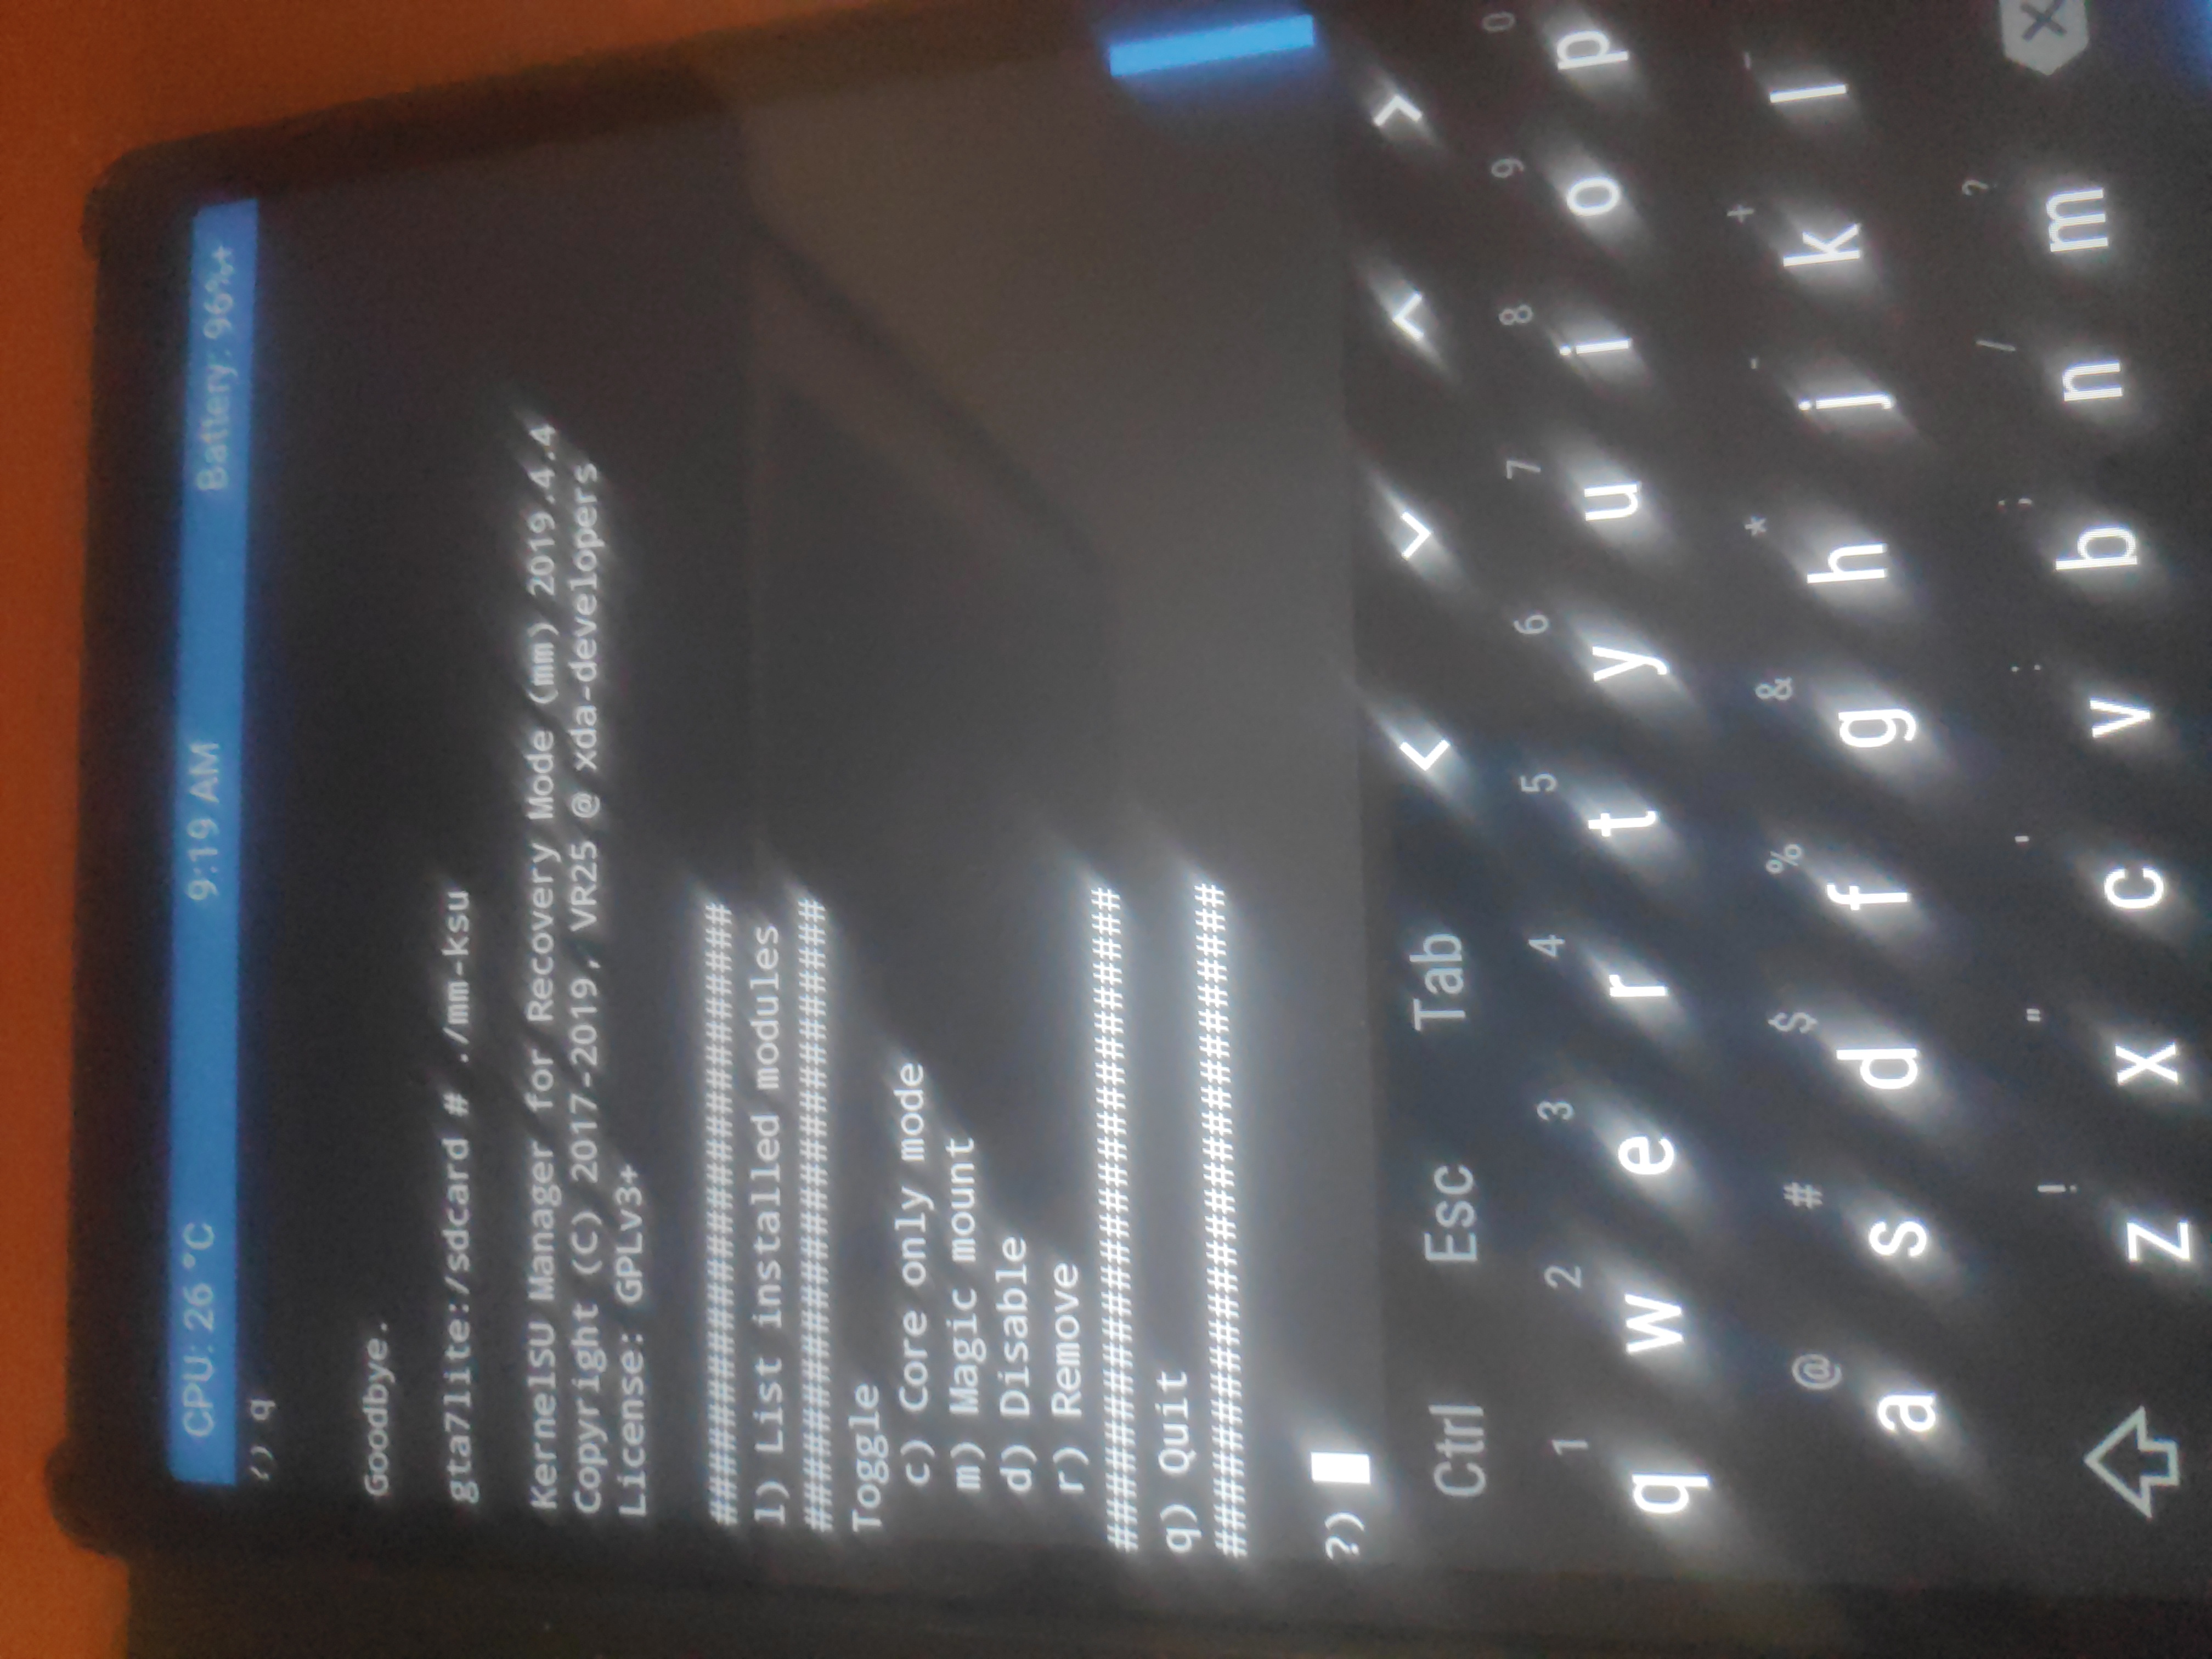 CPU: 26 °C 9:19 AM Battery: 96%+
?) q
Goodbye.
gta7lite:/sdcard # ./mm-ksu
KernelSU Manager for Recovery Mode (mm) 2019.4.4
Copyright (C) 2017-2019, VR25 @ xda-developers
License: GPLv3+
##########################
l) List installed modules
##########################
Toggle
c) Core only mode
m) Magic mount
d) Disable
r) Remove
##########################
q) Quit
##########################
?)
Ctrl Esc Tab < ⌄ ^ >
1 2 3 4 5 6 7 8 9 0
q w e r t y u i o p
@ # $ % & * - + _
a s d f g h j k l
! " ' : ; / ?
z x c v b n m